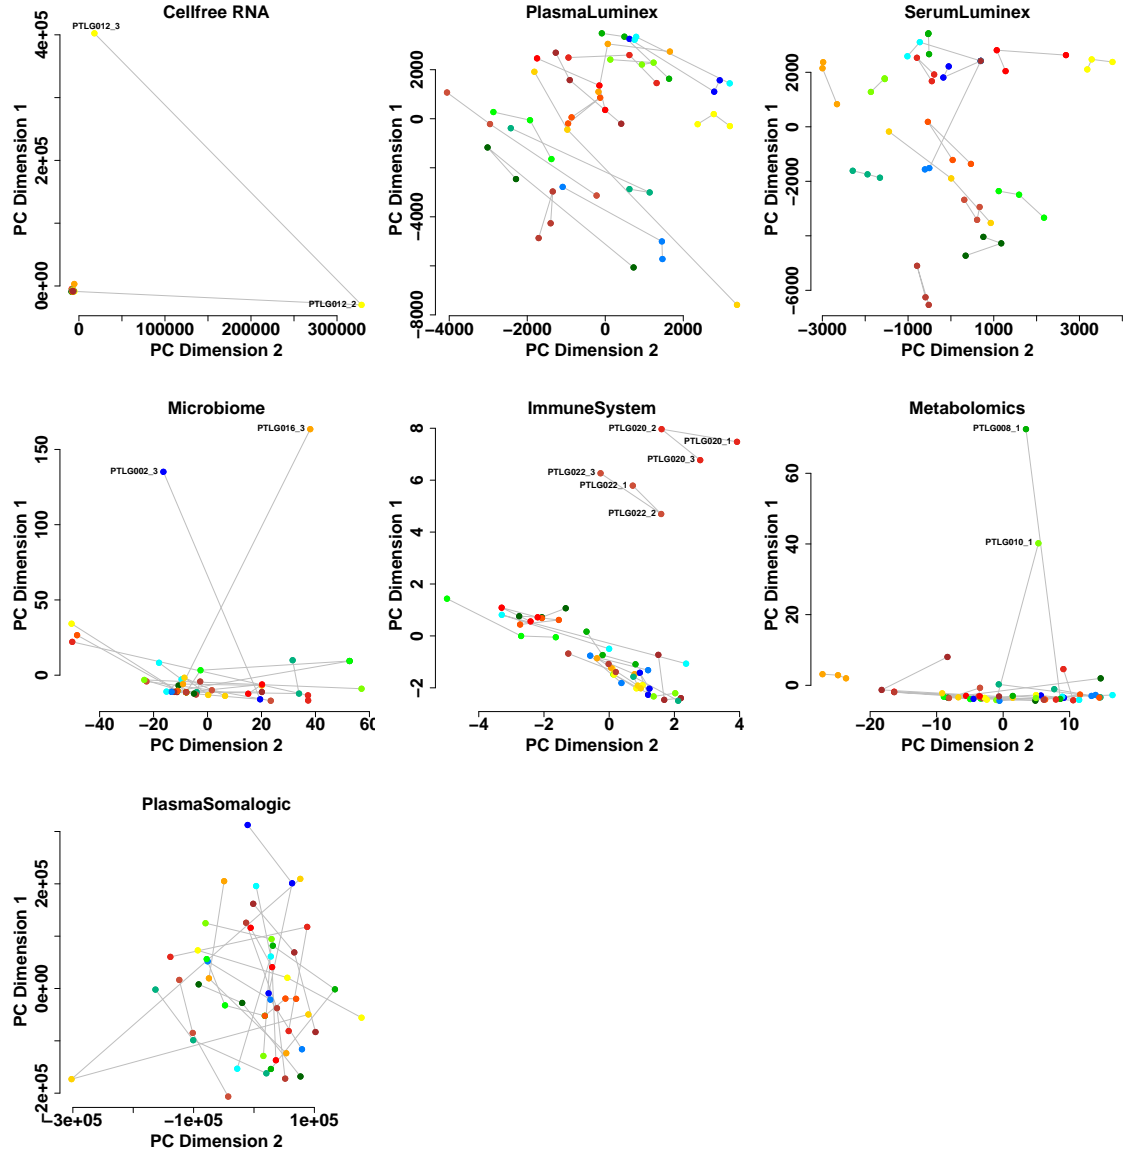 Cellfree RNA
PC Dimension 1
4e+05
2e+05
0e+00
PTLG012_3
PTLG012_2
0
100000
200000
300000
PC Dimension 2
PlasmaLuminex
PC Dimension 1
2000
0
−4000
−8000
−4000
−2000
0
2000
PC Dimension 2
SerumLuminex
PC Dimension 1
2000
0
−2000
−6000
−3000
−1000
1000
3000
PC Dimension 2
Microbiome
PC Dimension 1
150
100
50
0
PTLG016_3
PTLG002_3
−40
−20
0
20
40
60
PC Dimension 2
ImmuneSystem
PC Dimension 1
8
6
4
2
0
−2
PTLG020_2
PTLG020_1
PTLG020_3
PTLG022_3
PTLG022_1
PTLG022_2
−4
−2
0
2
4
PC Dimension 2
Metabolomics
PC Dimension 1
60
40
20
0
PTLG008_1
PTLG010_1
−20
−10
0
10
PC Dimension 2
PlasmaSomalogic
PC Dimension 1
2e+05
0e+00
−2e+05
−3e+05
−1e+05
1e+05
PC Dimension 2